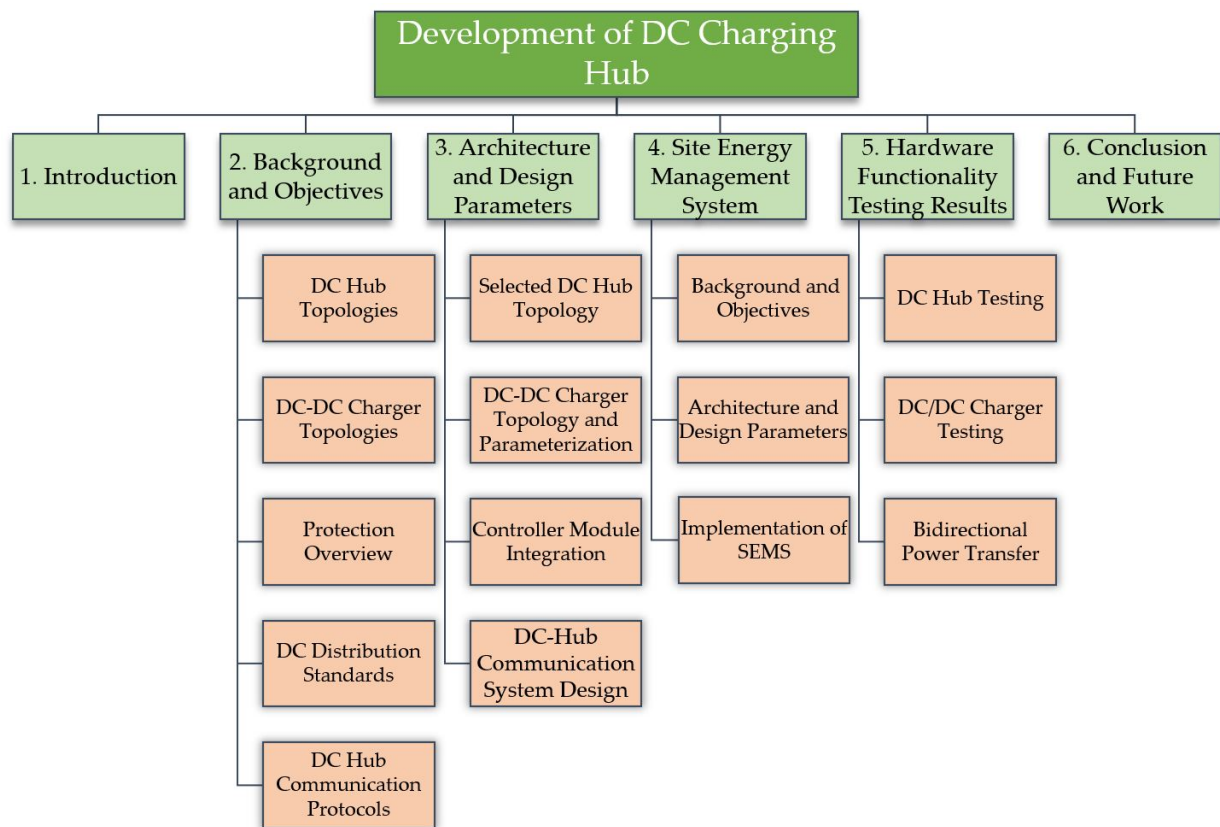 Development of DC Charging
Hub
1. Introduction
2. Background
and Objectives
3. Architecture
and Design
Parameters
4. Site Energy
Management
System
5. Hardware
Functionality
Testing Results
6. Conclusion
and Future
Work
DC Hub
Topologies
DC-DC Charger
Topologies
Protection
Overview
DC Distribution
Standards
DC Hub
Communication
Protocols
Selected DC Hub
Topology
DC-DC Charger
Topology and
Parameterization
Controller Module
Integration
DC-Hub
Communication
System Design
Background and
Objectives
Architecture and
Design Parameters
Implementation of
SEMS
DC Hub Testing
DC/DC Charger
Testing
Bidirectional
Power Transfer